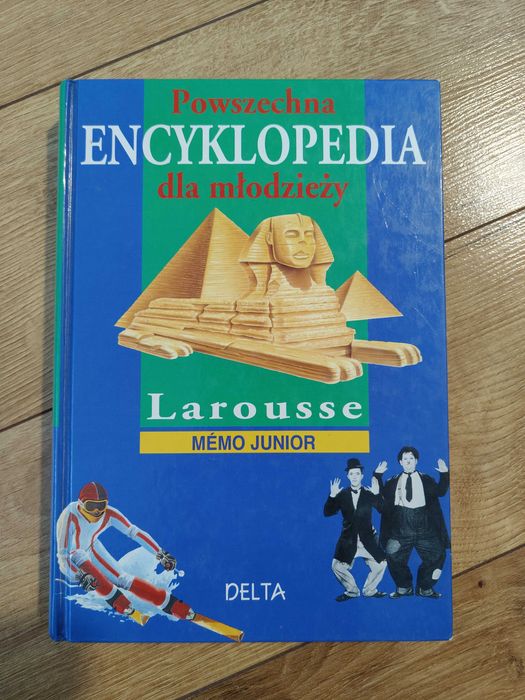 Powszechna
ENCYKLOPEDIA
dla młodzieży
Larousse
MÉMO JUNIOR
DELTA